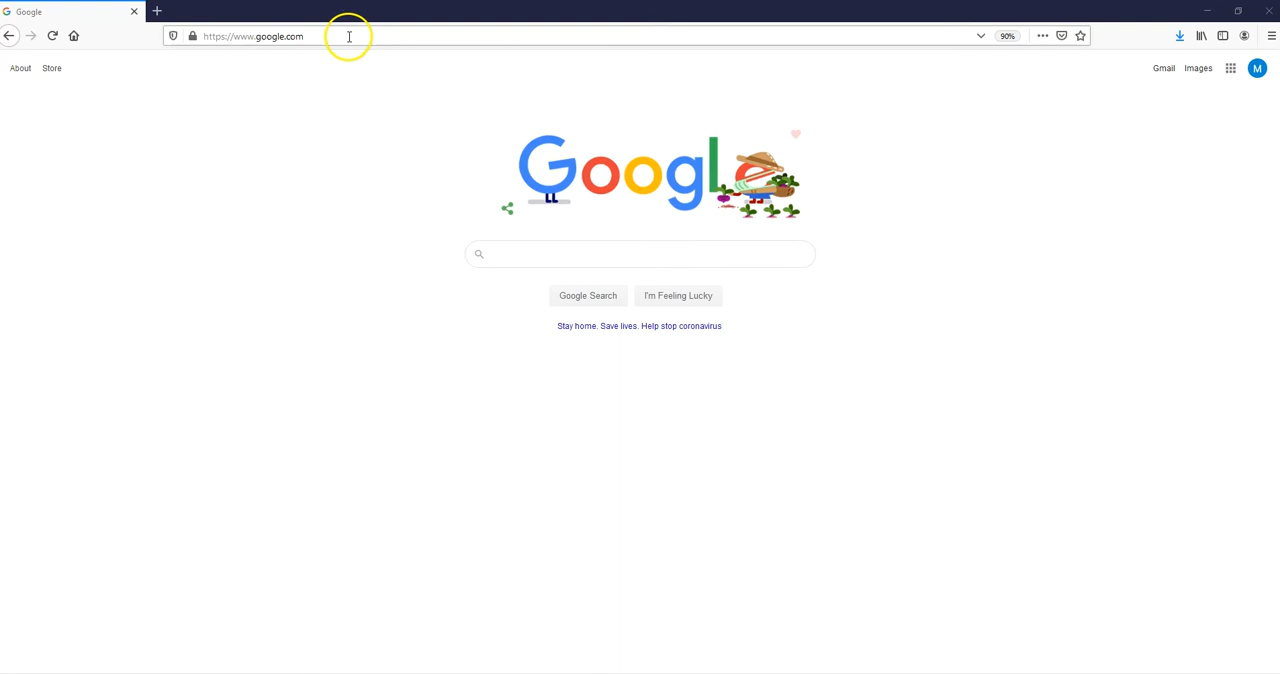 Google
https://www.google.com
90%
About
Store
Gmail
Images
M
Google
Google Search
I'm Feeling Lucky
Stay home. Save lives. Help stop coronavirus